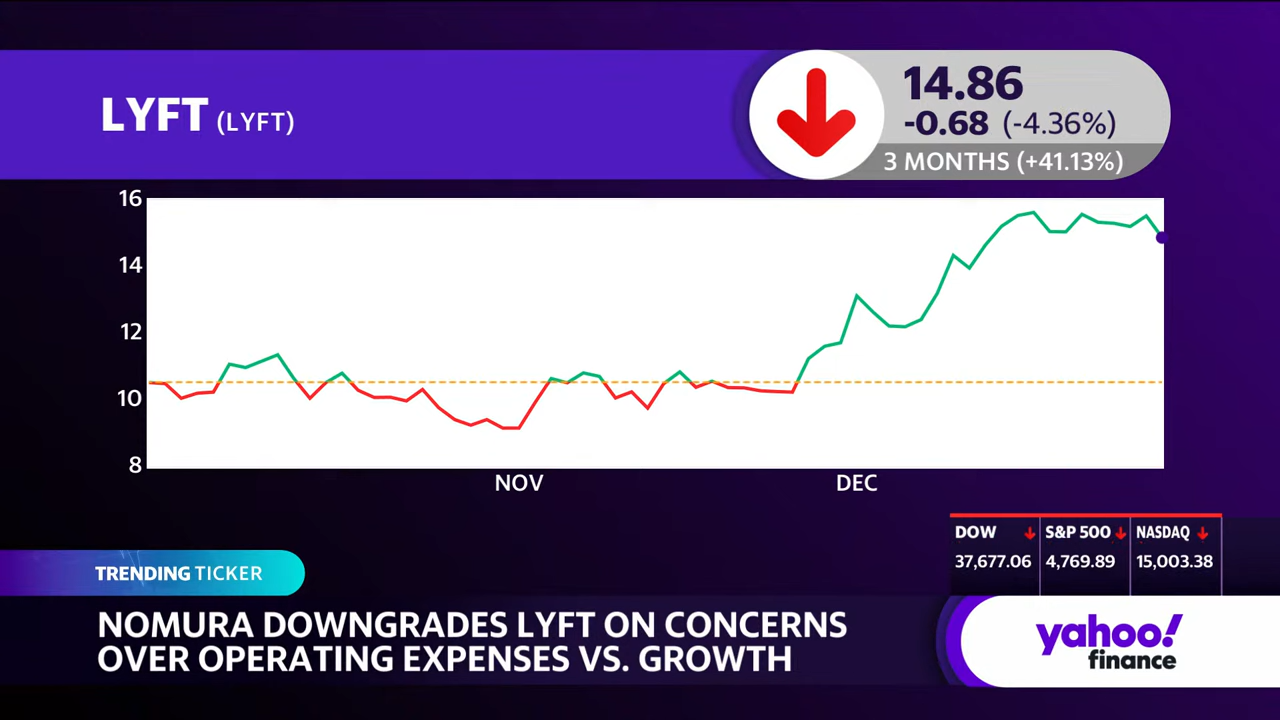 LYFT (LYFT)
14.86
-0.68 (-4.36%)
3 MONTHS (+41.13%)
16
14
12
10
8
NOV DEC
DOW S&P 500 NASDAQ
37,677.06 4,769.89 15,003.38
TRENDING TICKER
NOMURA DOWNGRADES LYFT ON CONCERNS
OVER OPERATING EXPENSES VS. GROWTH
yahoo!
finance